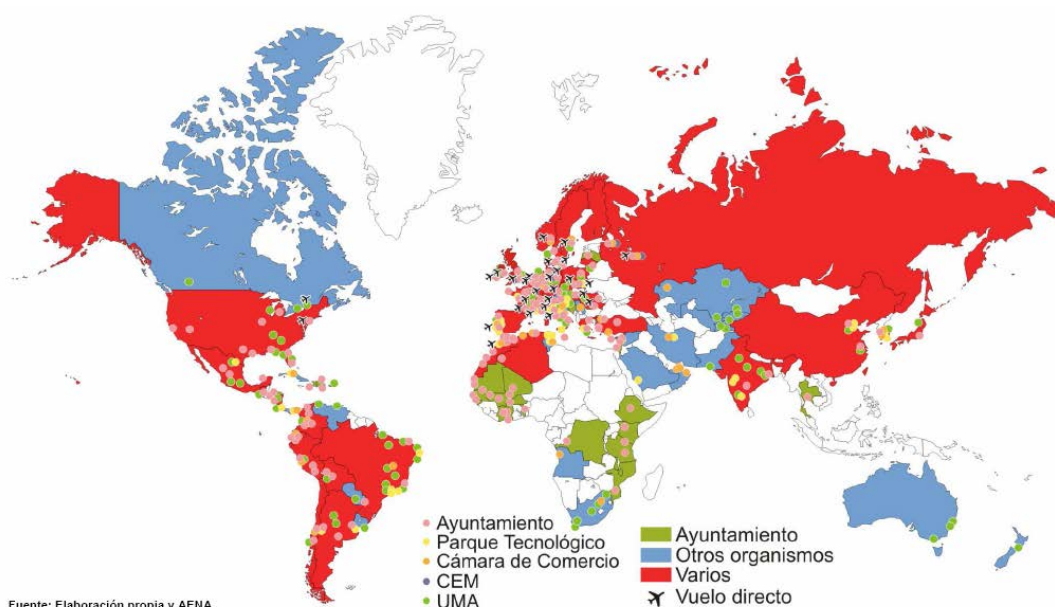 Ayuntamiento
Parque Tecnológico
Cámara de Comercio
CEM
UMA
Ayuntamiento
Otros organismos
Varios
Vuelo directo
Fuente: Elaboración propia y AENA